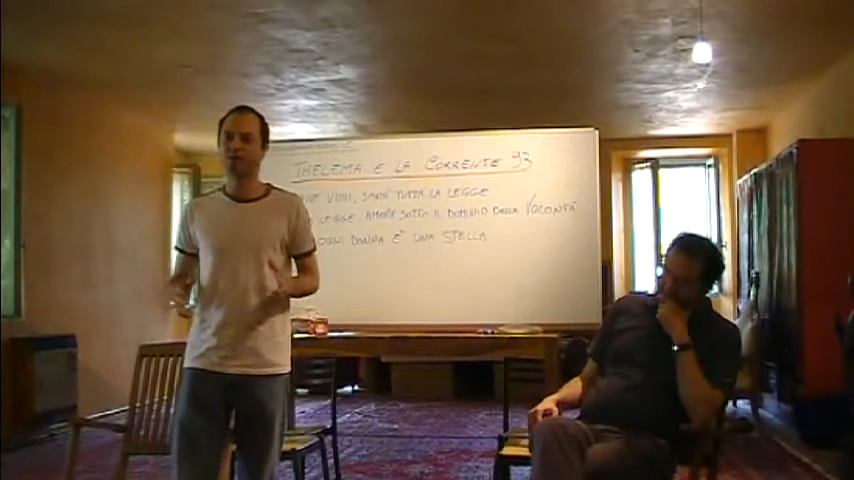 THELEMA E LA CORRENTE 93
VUOI, SARÀ TUTTA LA LEGGE
LEGGE, AMORE SOTTO IL DOMINIO DELLA VOLONTÀ
OGNI DONNA È UNA STELLA